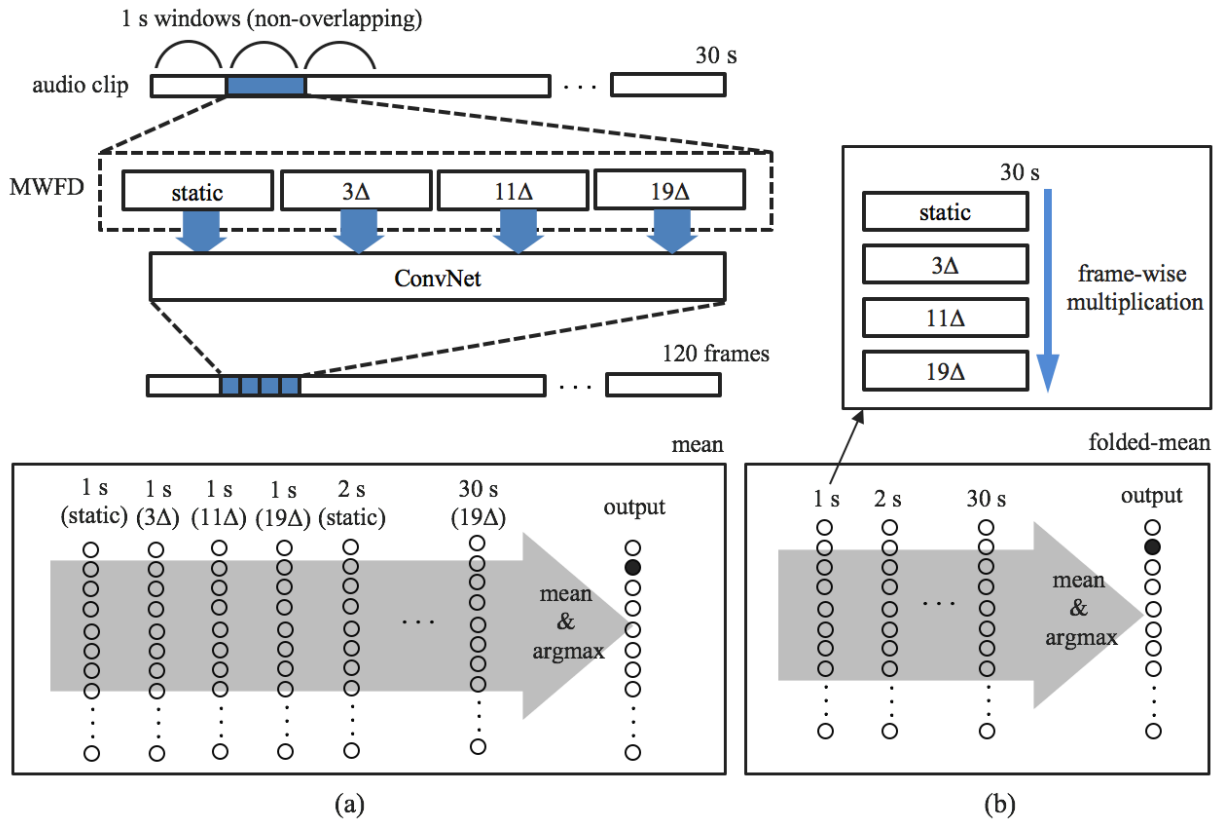 1 s windows (non-overlapping)
30 s
audio clip
. . .
MWFD
static
3Δ
11Δ
19Δ
ConvNet
120 frames
. . .
mean
1 s
(static)
1 s
(3Δ)
1 s
(11Δ)
1 s
(19Δ)
2 s
(static)
30 s
(19Δ)
output
. . .
mean
&
argmax
(a)
30 s
static
3Δ
11Δ
19Δ
frame-wise
multiplication
folded-mean
1 s
2 s
30 s
output
. . .
mean
&
argmax
(b)